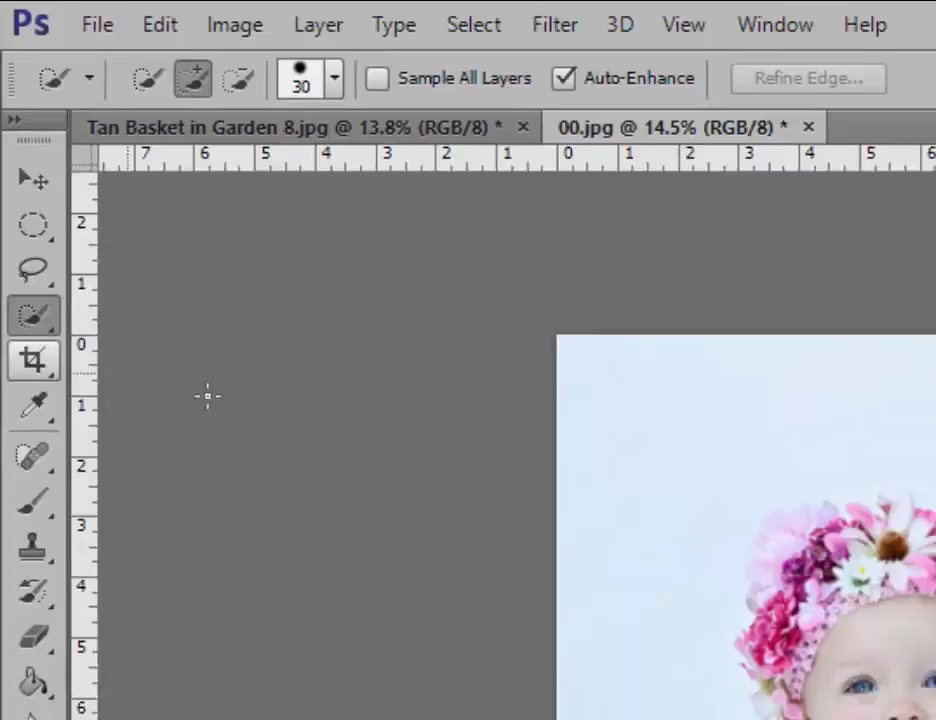 Ps File Edit Image Layer Type Select Filter 3D View Window Help
30 Sample All Layers Auto-Enhance Refine Edge...
Tan Basket in Garden 8.jpg @ 13.8% (RGB/8) * × 00.jpg @ 14.5% (RGB/8) * ×
7 6 5 4 3 2 1 0 1 2 3 4 5 6
2
1
0
1
2
3
4
5
6